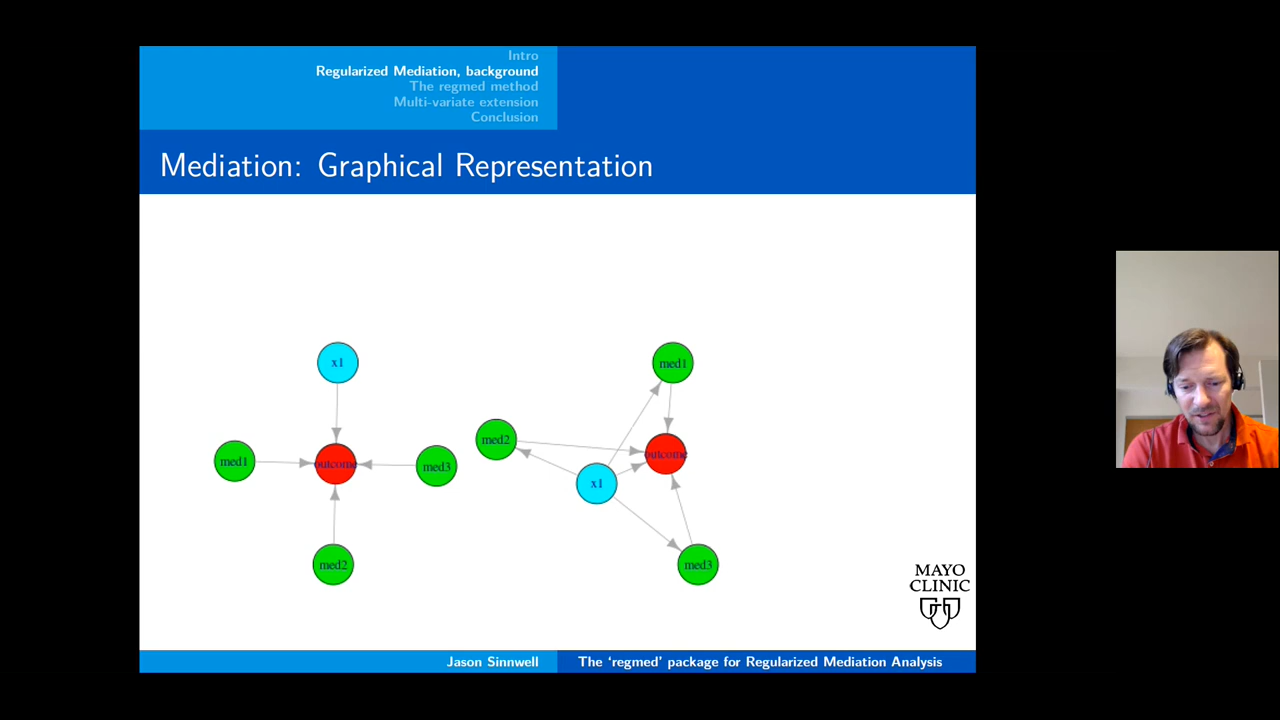 Intro
Regularized Mediation, background
The regmed method
Multi-variate extension
Conclusion
Mediation: Graphical Representation
x1
med1
outcome
med3
med2
med1
med2
outcome
x1
med3
MAYO
CLINIC
Jason Sinnwell
The ‘regmed’ package for Regularized Mediation Analysis